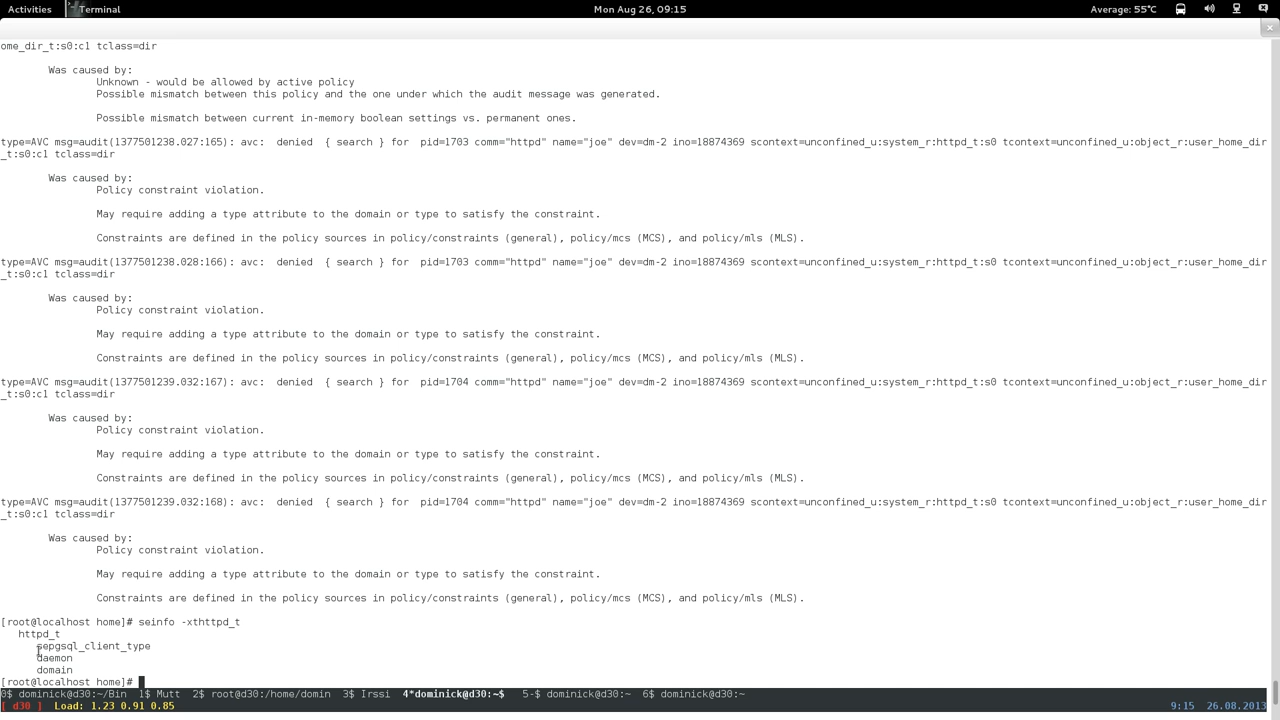 Activities Terminal Mon Aug 26, 09:15 Average: 55°C
ome_dir_t:s0:c1 tclass=dir
Was caused by:
Unknown - would be allowed by active policy
Possible mismatch between this policy and the one under which the audit message was generated.
Possible mismatch between current in-memory boolean settings vs. permanent ones.
type=AVC msg=audit(1377501238.027:165): avc:  denied  { search } for  pid=1703 comm="httpd" name="joe" dev=dm-2 ino=18874369 scontext=unconfined_u:system_r:httpd_t:s0 tcontext=unconfined_u:object_r:user_home_dir
_t:s0:c1 tclass=dir
Was caused by:
Policy constraint violation.
May require adding a type attribute to the domain or type to satisfy the constraint.
Constraints are defined in the policy sources in policy/constraints (general), policy/mcs (MCS), and policy/mls (MLS).
type=AVC msg=audit(1377501238.028:166): avc:  denied  { search } for  pid=1703 comm="httpd" name="joe" dev=dm-2 ino=18874369 scontext=unconfined_u:system_r:httpd_t:s0 tcontext=unconfined_u:object_r:user_home_dir
_t:s0:c1 tclass=dir
Was caused by:
Policy constraint violation.
May require adding a type attribute to the domain or type to satisfy the constraint.
Constraints are defined in the policy sources in policy/constraints (general), policy/mcs (MCS), and policy/mls (MLS).
type=AVC msg=audit(1377501239.032:167): avc:  denied  { search } for  pid=1704 comm="httpd" name="joe" dev=dm-2 ino=18874369 scontext=unconfined_u:system_r:httpd_t:s0 tcontext=unconfined_u:object_r:user_home_dir
_t:s0:c1 tclass=dir
Was caused by:
Policy constraint violation.
May require adding a type attribute to the domain or type to satisfy the constraint.
Constraints are defined in the policy sources in policy/constraints (general), policy/mcs (MCS), and policy/mls (MLS).
type=AVC msg=audit(1377501239.032:168): avc:  denied  { search } for  pid=1704 comm="httpd" name="joe" dev=dm-2 ino=18874369 scontext=unconfined_u:system_r:httpd_t:s0 tcontext=unconfined_u:object_r:user_home_dir
_t:s0:c1 tclass=dir
Was caused by:
Policy constraint violation.
May require adding a type attribute to the domain or type to satisfy the constraint.
Constraints are defined in the policy sources in policy/constraints (general), policy/mcs (MCS), and policy/mls (MLS).
[root@localhost home]# seinfo -xthttpd_t
httpd_t
sepgsql_client_type
daemon
domain
[root@localhost home]#
0$ dominick@d30:~/Bin  1$ Mutt  2$ root@d30:/home/domin  3$ Irssi  4*dominick@d30:~$  5-$ dominick@d30:~  6$ dominick@d30:~
[ d30 ]  Load: 1.23 0.91 0.85 9:15  26.08.2013